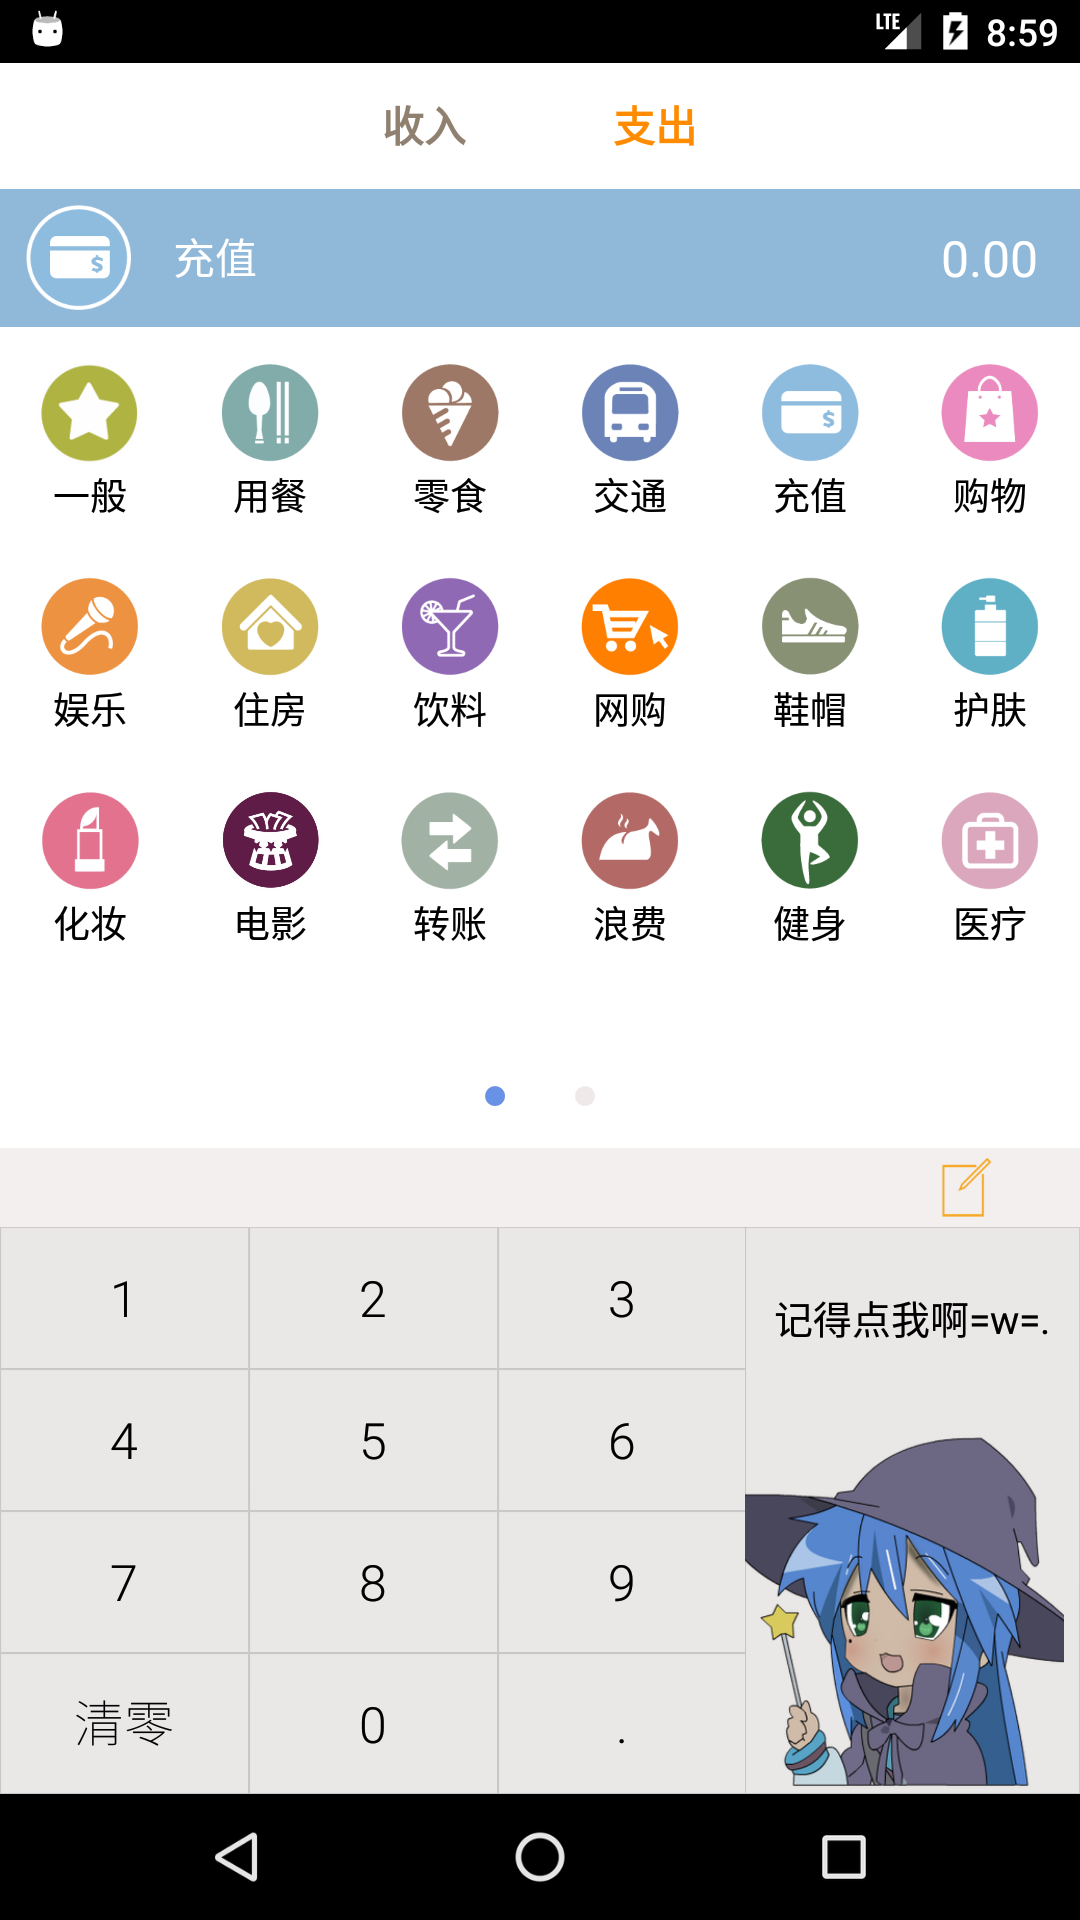 LTE 8:59
收入 支出
充值 0.00
一般 用餐 零食 交通 充值 购物
娱乐 住房 饮料 网购 鞋帽 护肤
化妆 电影 转账 浪费 健身 医疗
1 2 3
记得点我啊=w=.
4 5 6
7 8 9
清零 0 .